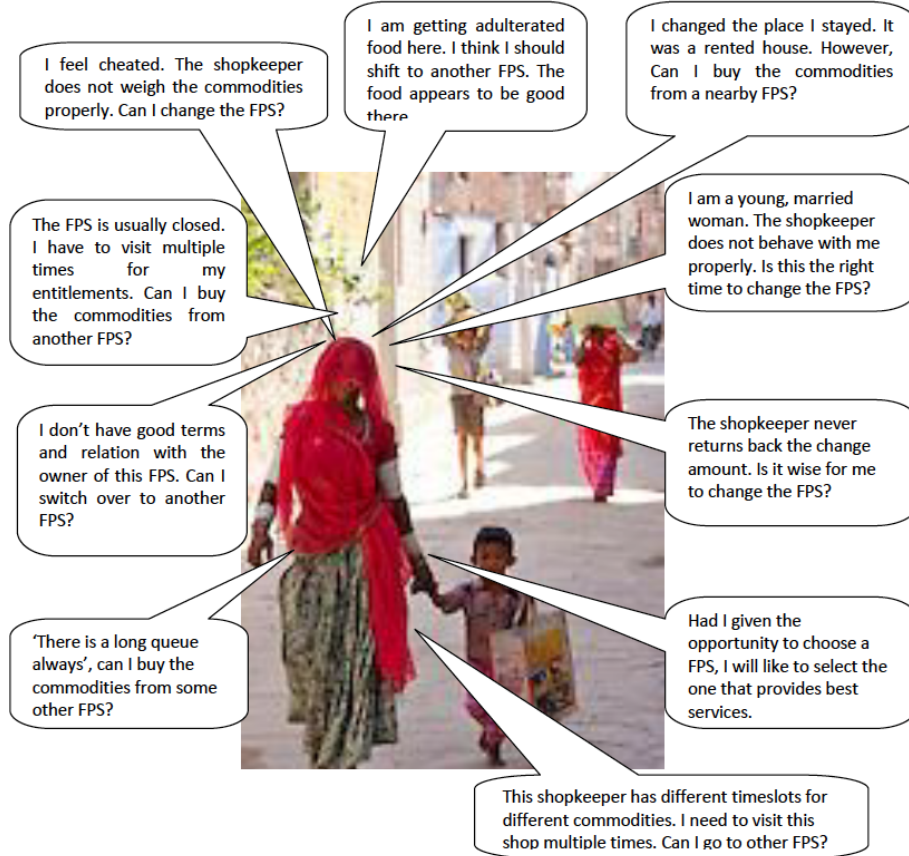 I feel cheated. The shopkeeper
does not weigh the commodities
properly. Can I change the FPS?
I am getting adulterated
food here. I think I should
shift to another FPS. The
food appears to be good
there
I changed the place I stayed. It
was a rented house. However,
Can I buy the commodities
from a nearby FPS?
The FPS is usually closed.
I have to visit multiple
times for my
entitlements. Can I buy
the commodities from
another FPS?
I am a young, married
woman. The shopkeeper
does not behave with me
properly. Is this the right
time to change the FPS?
I don’t have good terms
and relation with the
owner of this FPS. Can I
switch over to another
FPS?
The shopkeeper never
returns back the change
amount. Is it wise for me
to change the FPS?
‘There is a long queue
always’, can I buy the
commodities from some
other FPS?
Had I given the
opportunity to choose a
FPS, I will like to select the
one that provides best
services.
This shopkeeper has different timeslots for
different commodities. I need to visit this
shop multiple times. Can I go to other FPS?